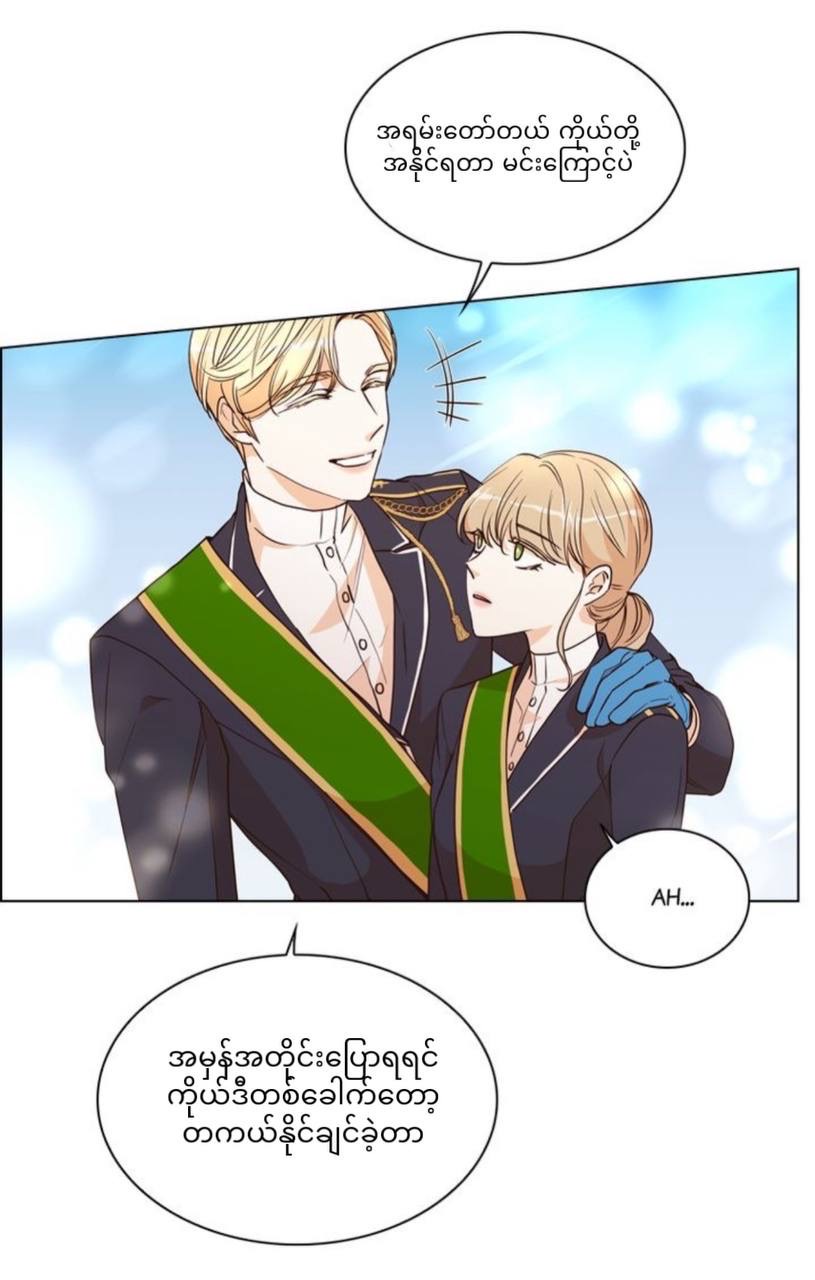 အရမ်းတော်တယ် ကိုယ်တို့
အနိုင်ရတာ မင်းကြောင့်ပဲ
AH...
အမှန်အတိုင်းပြောရရင်
ကိုယ်ဒီတစ်ခေါက်တော့
တကယ်နိုင်ချင်ခဲ့တာ